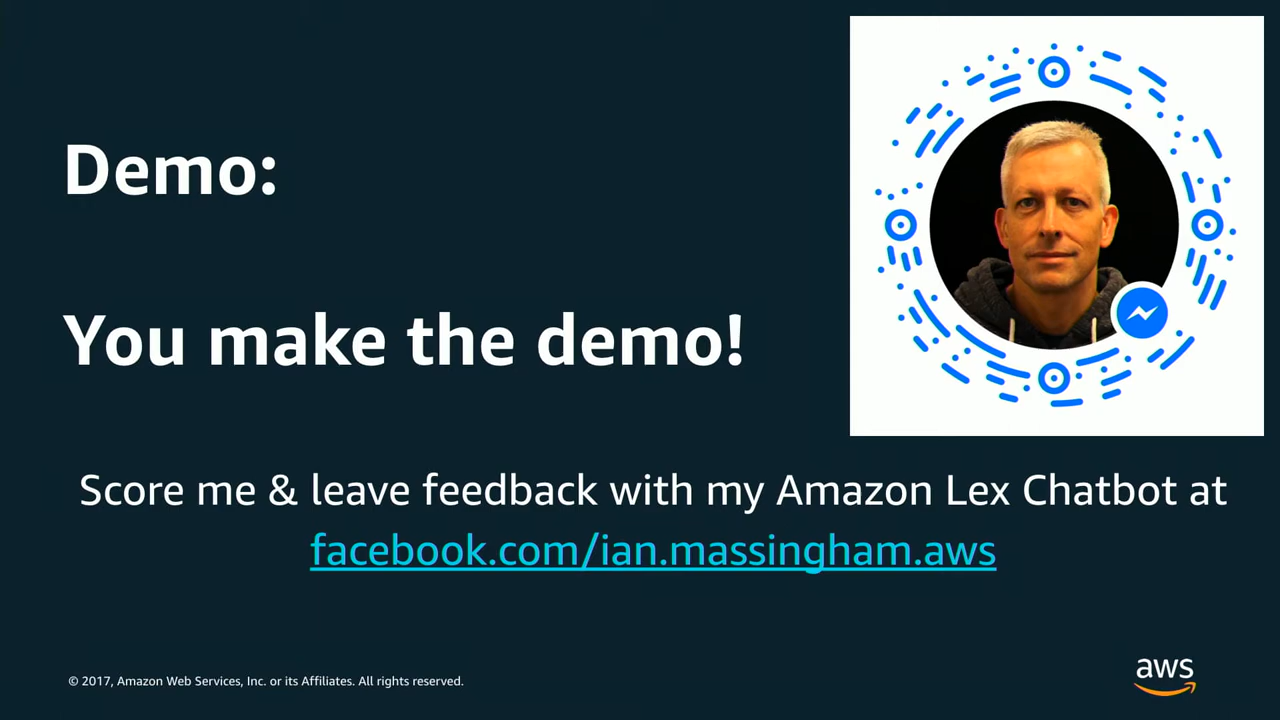 Demo:
You make the demo!
Score me & leave feedback with my Amazon Lex Chatbot at
facebook.com/ian.massingham.aws
© 2017, Amazon Web Services, Inc. or its Affiliates. All rights reserved.
aws